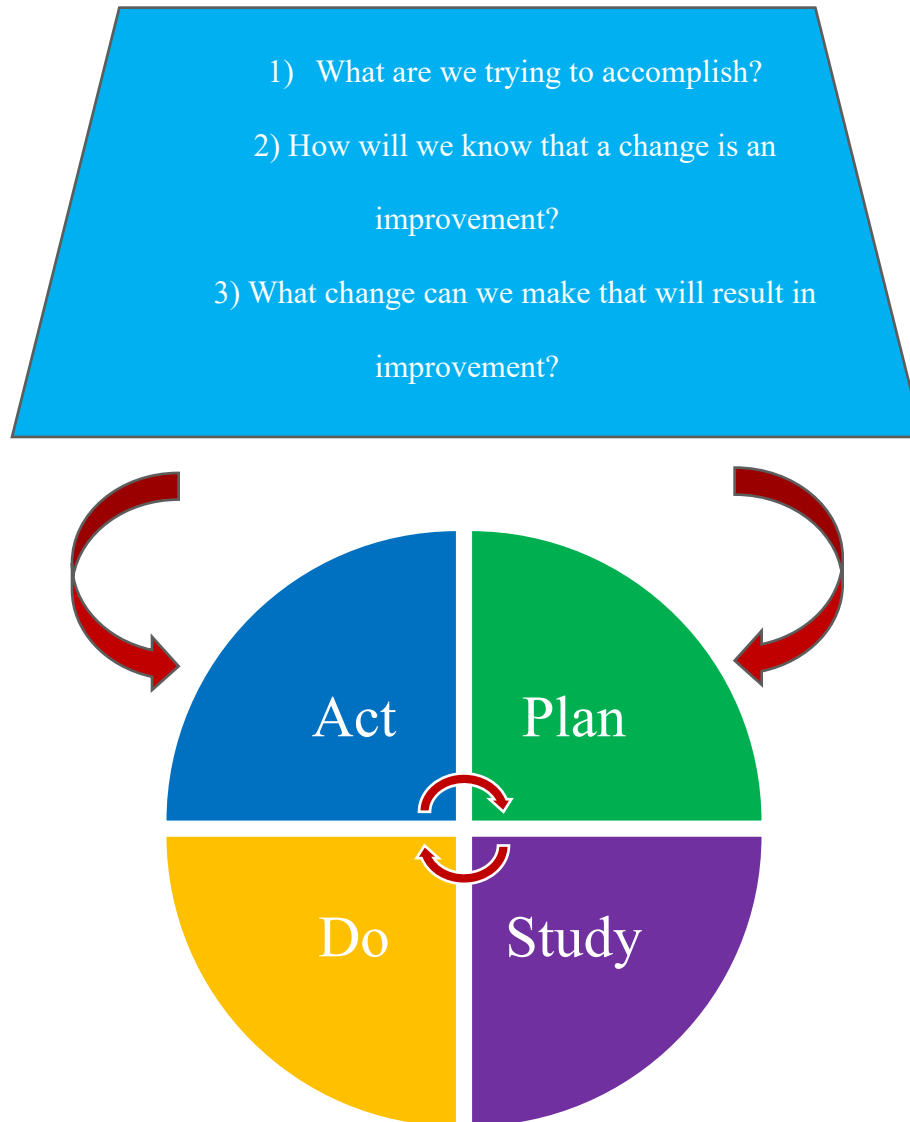 1) What are we trying to accomplish?
2) How will we know that a change is an
improvement?
3) What change can we make that will result in
improvement?
Act
Plan
Do
Study